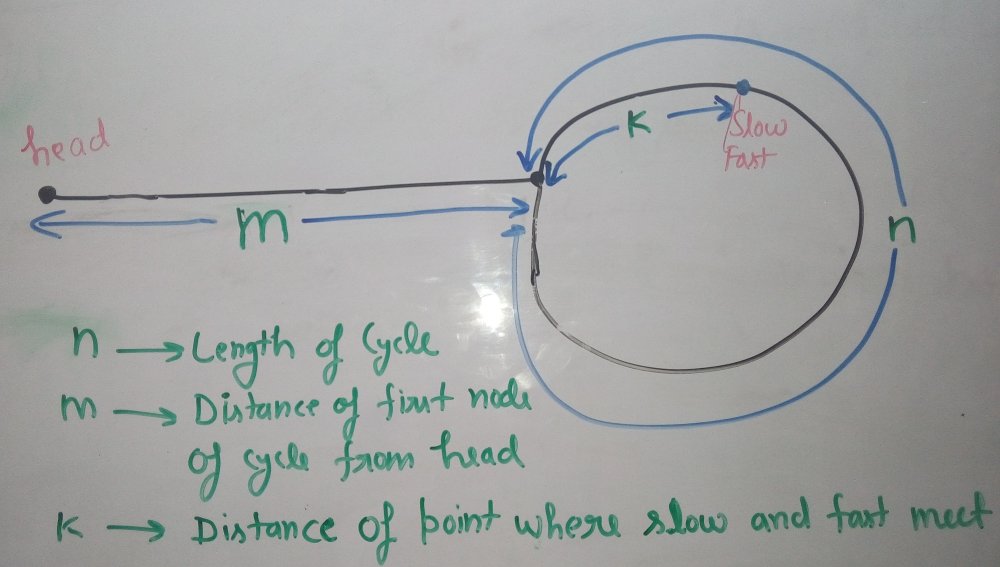 head
K
Slow
Fast
m
n
n → Length of Cycle
m → Distance of first node
of cycle from head
K → Distance of point where slow and fast meet